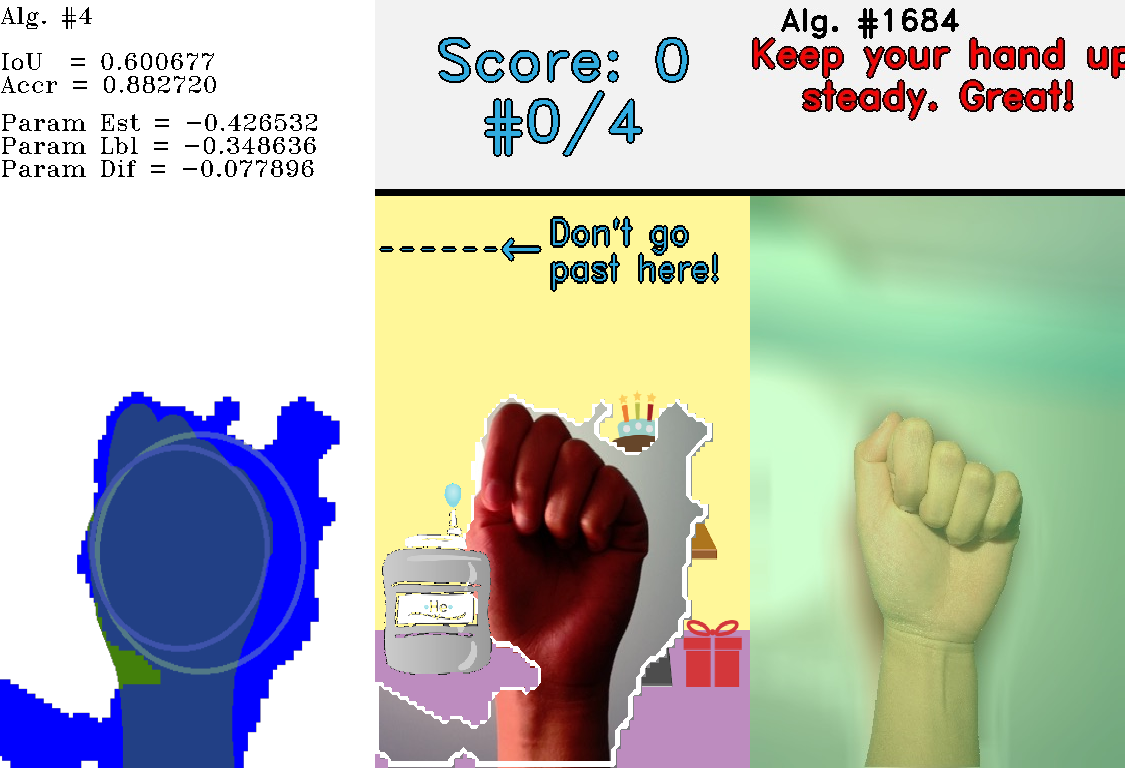 Alg. #4
IoU = 0.600677
Accr = 0.882720
Param Est = -0.426532
Param Lbl = -0.348636
Param Dif = -0.077896
Score: 0
#0/4
Alg. #1684
Keep your hand up
steady. Great!
Don't go
past here!